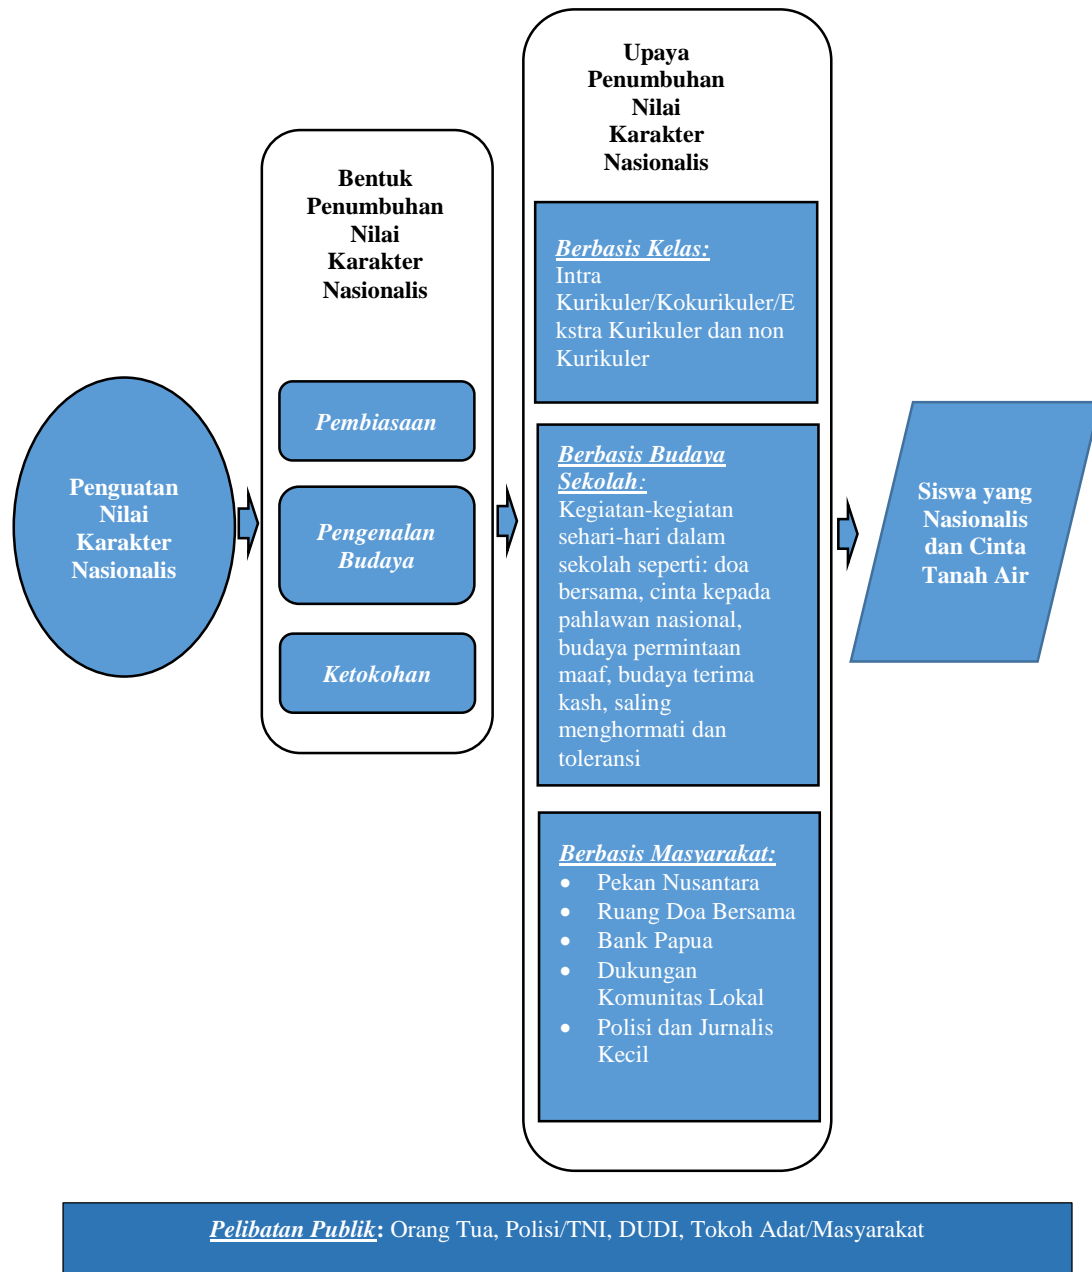 Penguatan
Nilai
Karakter
Nasionalis
Bentuk
Penumbuhan
Nilai
Karakter
Nasionalis
Pembiasaan
Pengenalan
Budaya
Ketokohan
Upaya
Penumbuhan
Nilai
Karakter
Nasionalis
Berbasis Kelas:
Intra
Kurikuler/Kokurikuler/E
kstra Kurikuler dan non
Kurikuler
Berbasis Budaya
Sekolah:
Kegiatan-kegiatan
sehari-hari dalam
sekolah seperti: doa
bersama, cinta kepada
pahlawan nasional,
budaya permintaan
maaf, budaya terima
kash, saling
menghormati dan
toleransi
Berbasis Masyarakat:
• Pekan Nusantara
• Ruang Doa Bersama
• Bank Papua
• Dukungan
Komunitas Lokal
• Polisi dan Jurnalis
Kecil
Siswa yang
Nasionalis
dan Cinta
Tanah Air
Pelibatan Publik: Orang Tua, Polisi/TNI, DUDI, Tokoh Adat/Masyarakat